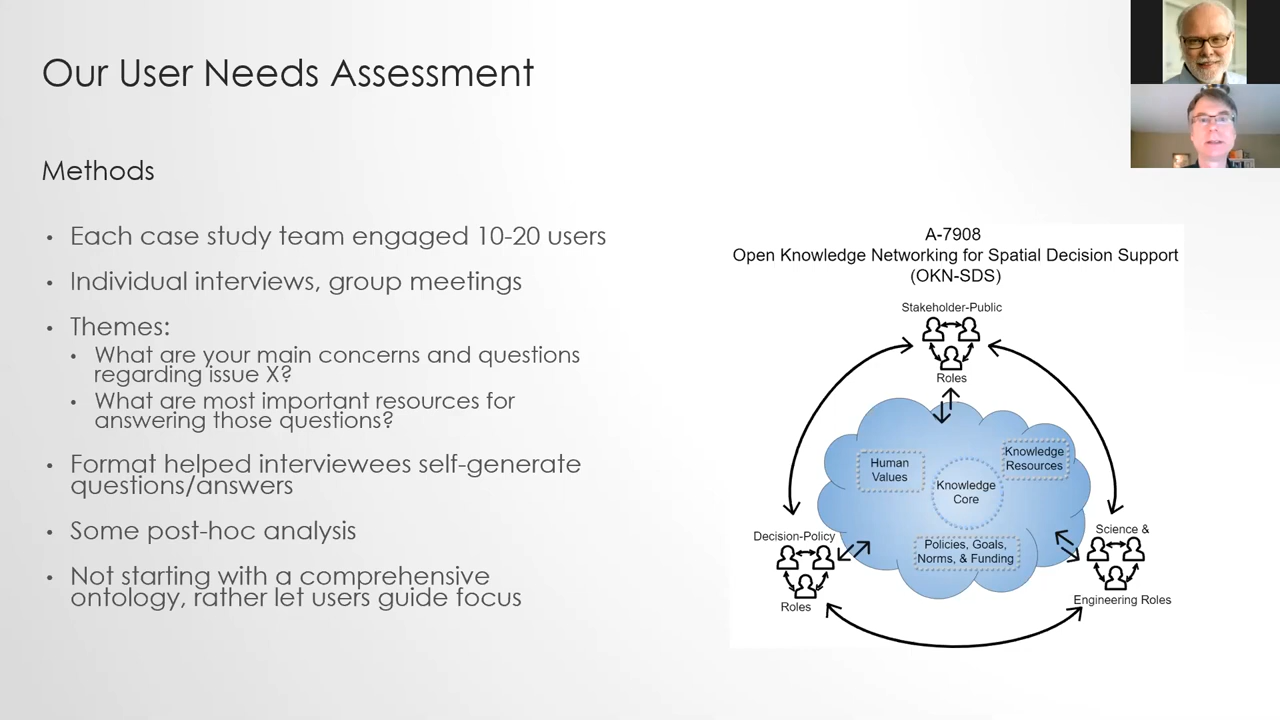 Our User Needs Assessment
Methods
• Each case study team engaged 10-20 users
• Individual interviews, group meetings
• Themes:
• What are your main concerns and questions
regarding issue X?
• What are most important resources for
answering those questions?
• Format helped interviewees self-generate
questions/answers
• Some post-hoc analysis
• Not starting with a comprehensive
ontology, rather let users guide focus
A-7908
Open Knowledge Networking for Spatial Decision Support
(OKN-SDS)
Stakeholder-Public
Roles
Human
Values
Knowledge
Core
Knowledge
Resources
Policies, Goals,
Norms, & Funding
Decision-Policy
Roles
Science &
Engineering Roles